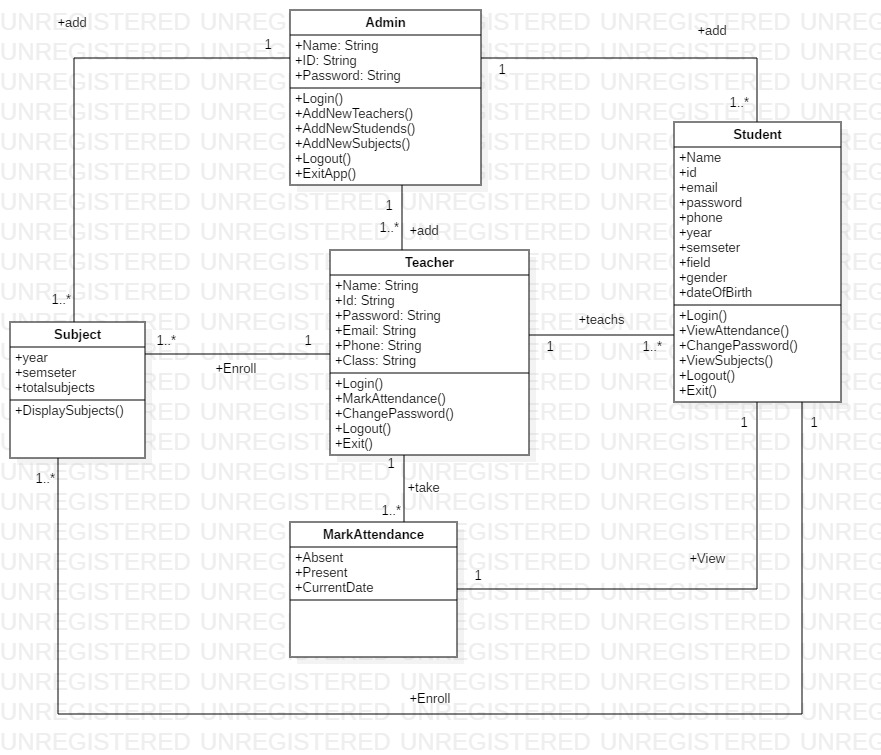 Admin
+Name: String
+ID: String
+Password: String
+Login()
+AddNewTeachers()
+AddNewStudends()
+AddNewSubjects()
+Logout()
+ExitApp()
+add
1
1..*
+add
1
1..*
1
1..*
+add
Student
+Name
+id
+email
+password
+phone
+year
+semseter
+field
+gender
+dateOfBirth
+Login()
+ViewAttendance()
+ChangePassword()
+ViewSubjects()
+Logout()
+Exit()
Teacher
+Name: String
+Id: String
+Password: String
+Email: String
+Phone: String
+Class: String
+Login()
+MarkAttendance()
+ChangePassword()
+Logout()
+Exit()
Subject
+year
+semseter
+totalsubjects
+DisplaySubjects()
1..*
1
+Enroll
+teachs
1
1..*
1
+take
1..*
MarkAttendance
+Absent
+Present
+CurrentDate
1
+View
1
1
1..*
+Enroll
UNREGISTERED